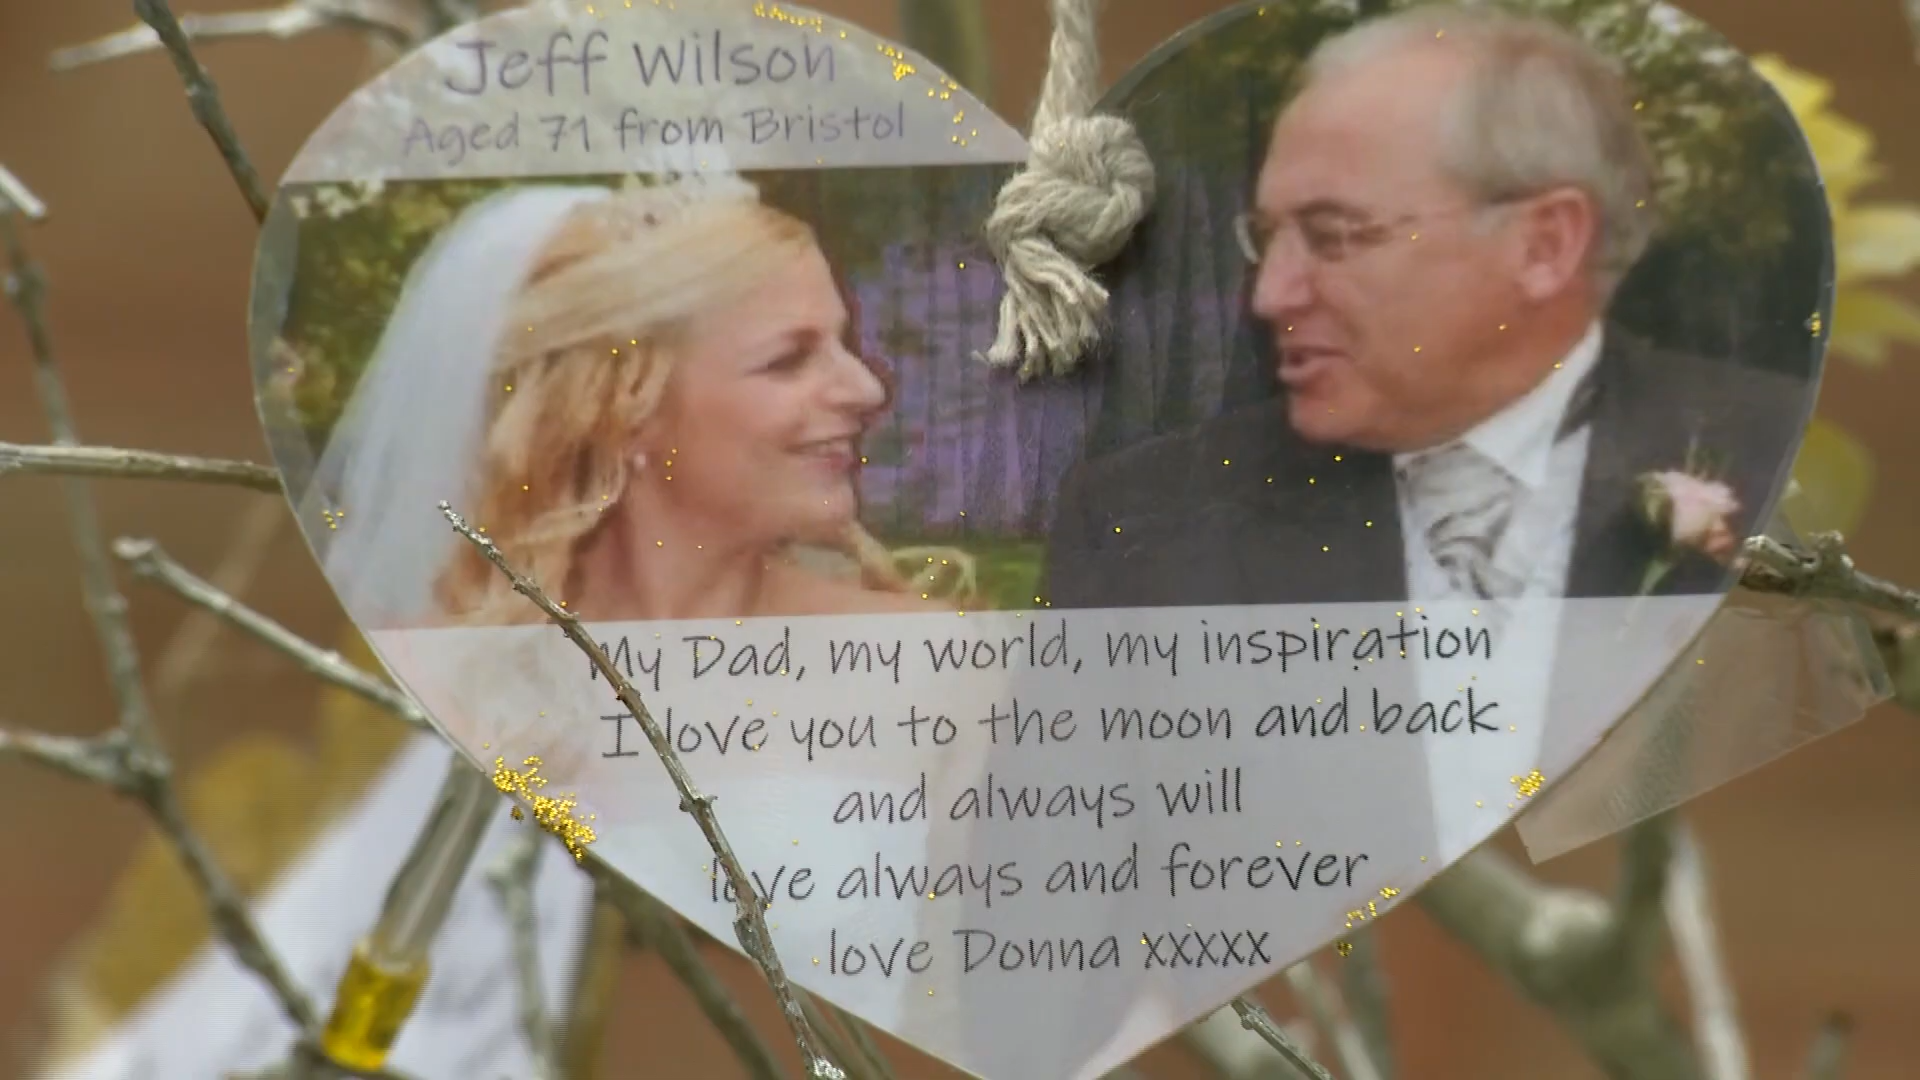 Jeff Wilson
Aged 71 from Bristol
My Dad, my world, my inspiration
I love you to the moon and back
and always will
love always and forever
love Donna xxxxx